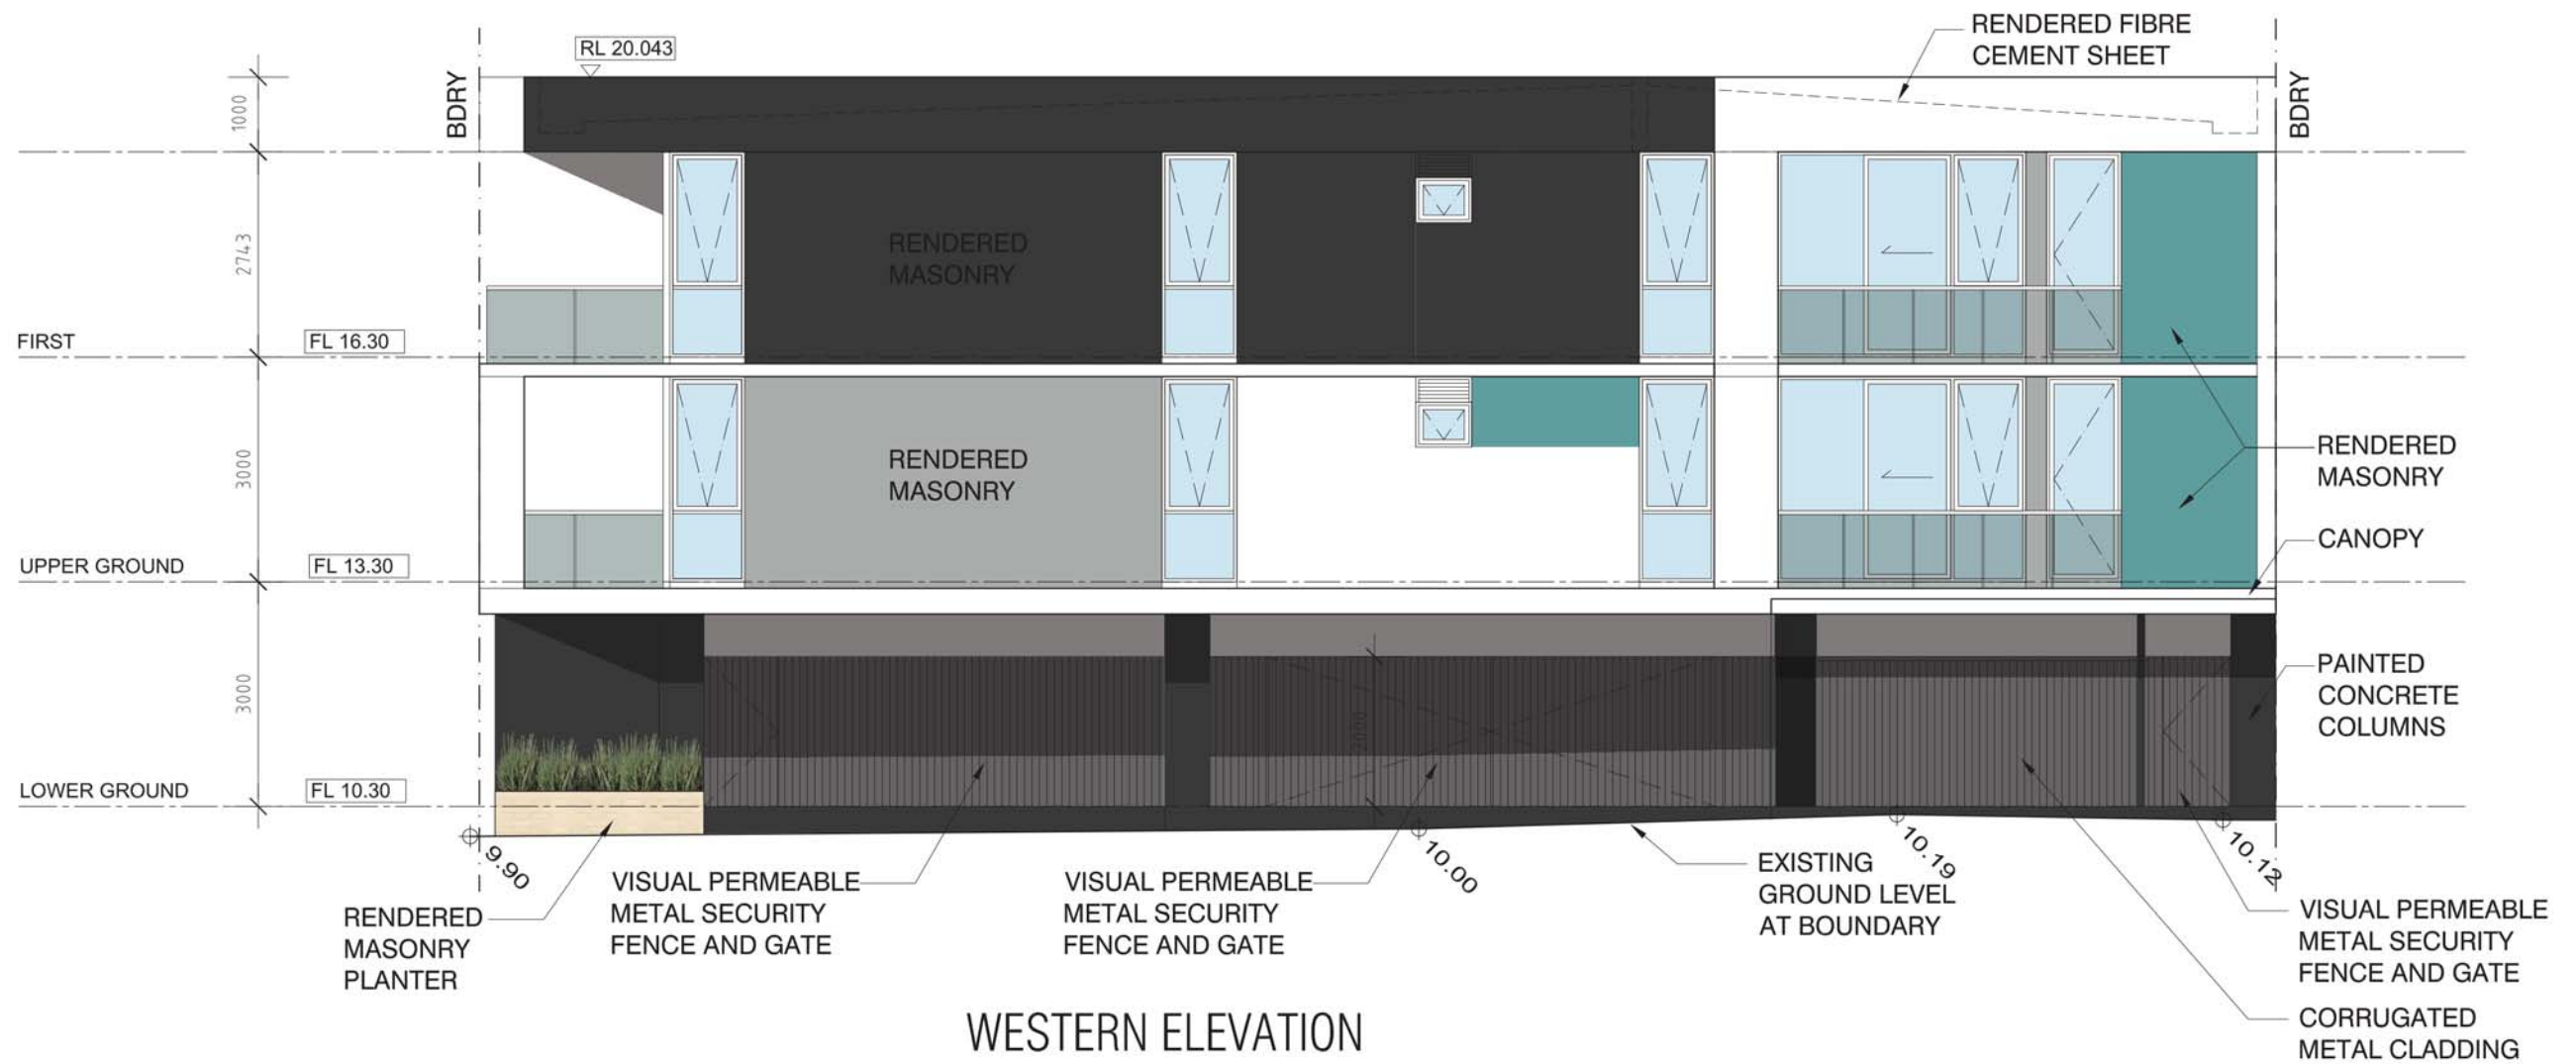 RENDERED FIBRE
CEMENT SHEET
RL 20.043
BDRY
BDRY
1000
2743
RENDERED
MASONRY
FIRST
FL 16.30
3000
RENDERED
MASONRY
RENDERED
MASONRY
CANOPY
UPPER GROUND
FL 13.30
3000
2000
PAINTED
CONCRETE
COLUMNS
LOWER GROUND
FL 10.30
9.90
10.00
10.19
10.12
RENDERED
MASONRY
PLANTER
VISUAL PERMEABLE
METAL SECURITY
FENCE AND GATE
VISUAL PERMEABLE
METAL SECURITY
FENCE AND GATE
EXISTING
GROUND LEVEL
AT BOUNDARY
VISUAL PERMEABLE
METAL SECURITY
FENCE AND GATE
CORRUGATED
METAL CLADDING
WESTERN ELEVATION